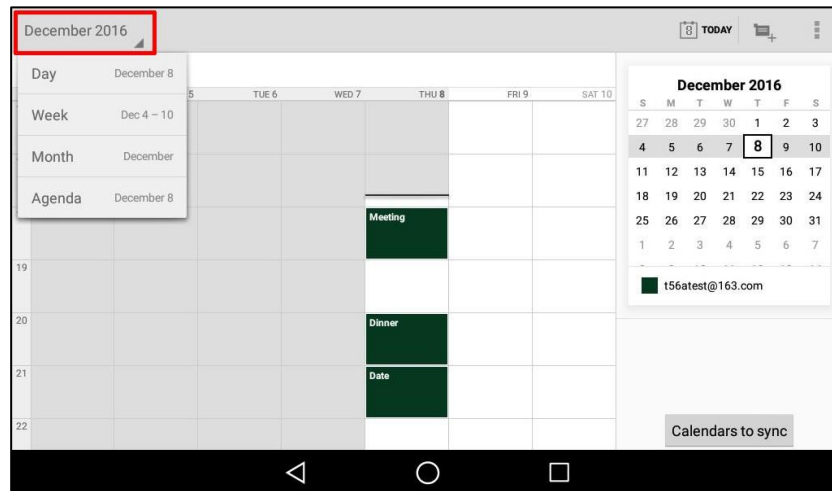 December 2016
8 TODAY
Day December 8
Week Dec 4 – 10
Month December
Agenda December 8
5 TUE 6 WED 7 THU 8 FRI 9 SAT 10
Meeting
19
20
Dinner
21
Date
22
December 2016
S M T W T F S
27 28 29 30 1 2 3
4 5 6 7 8 9 10
11 12 13 14 15 16 17
18 19 20 21 22 23 24
25 26 27 28 29 30 31
1 2 3 4 5 6 7
t56atest@163.com
Calendars to sync